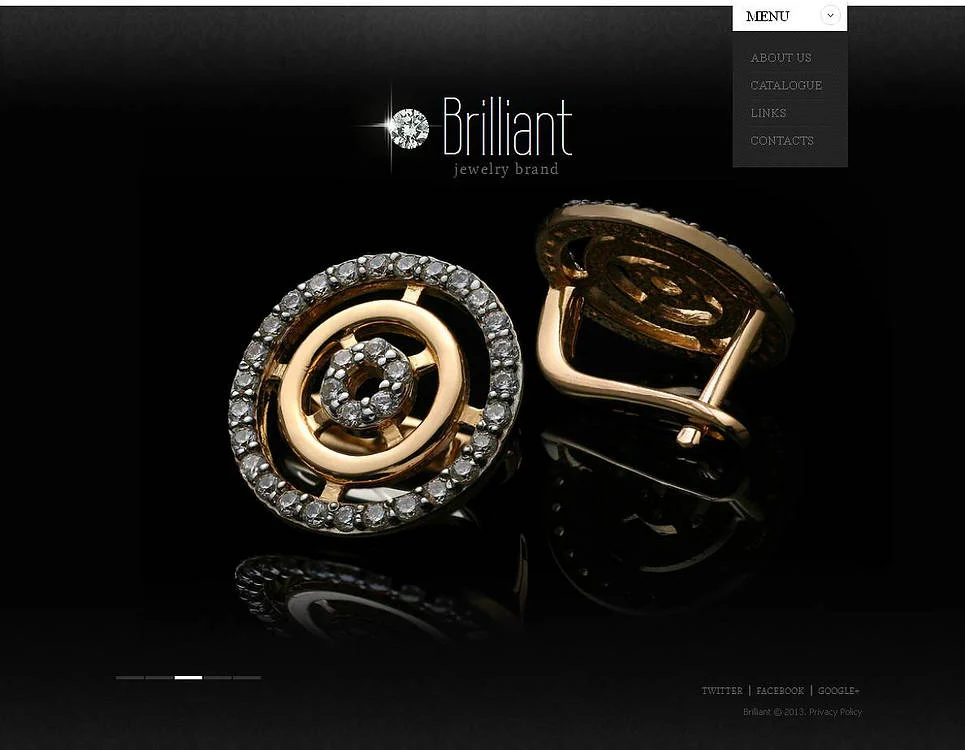 MENU
ABOUT US
CATALOGUE
LINKS
CONTACTS
Brilliant
jewelry brand
TWITTER | FACEBOOK | GOOGLE+
Brilliant © 2013. Privacy Policy